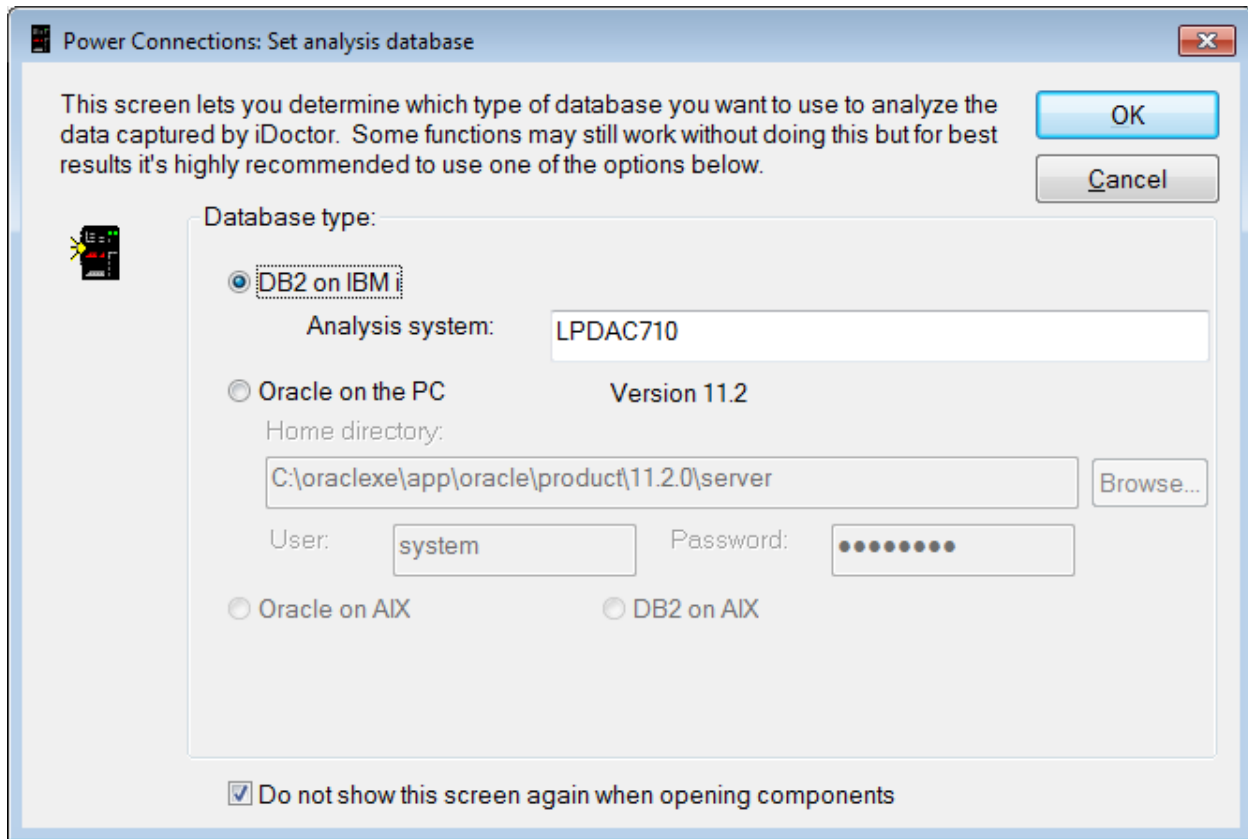 Power Connections: Set analysis database
This screen lets you determine which type of database you want to use to analyze the
data captured by iDoctor.  Some functions may still work without doing this but for best
results it's highly recommended to use one of the options below.
OK
Cancel
Database type:
DB2 on IBM i
Analysis system:
LPDAC710
Oracle on the PC
Version 11.2
Home directory:
C:\oraclexe\app\oracle\product\11.2.0\server
Browse...
User:
system
Password:
●●●●●●●●
Oracle on AIX
DB2 on AIX
Do not show this screen again when opening components